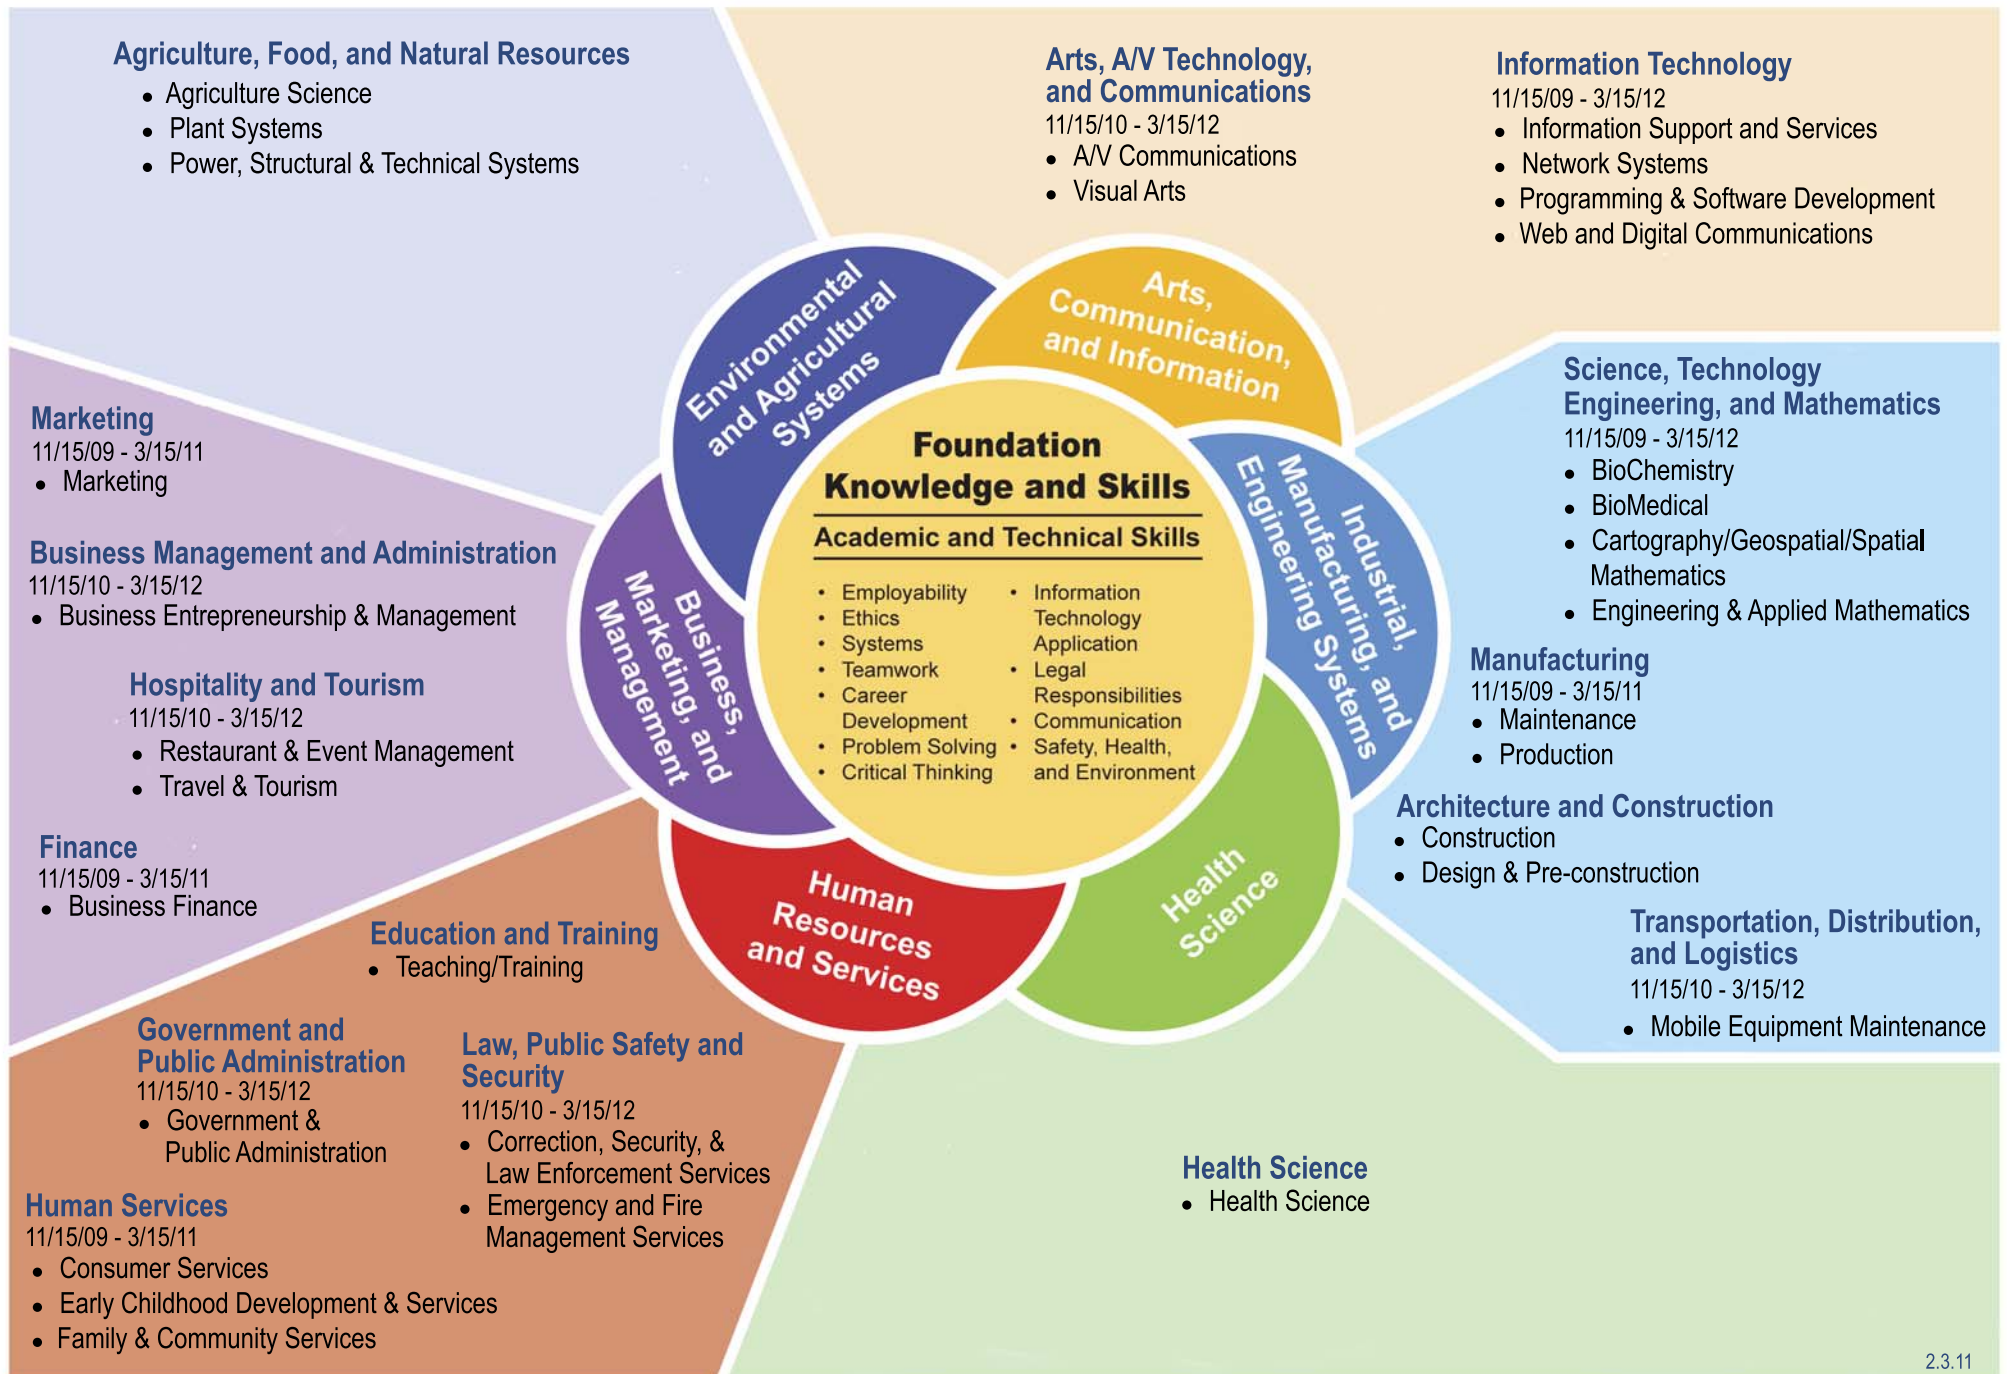 Agriculture, Food, and Natural Resources
• Agriculture Science
• Plant Systems
• Power, Structural & Technical Systems
Arts, A/V Technology,
and Communications
11/15/10 - 3/15/12
• A/V Communications
• Visual Arts
Information Technology
11/15/09 - 3/15/12
• Information Support and Services
• Network Systems
• Programming & Software Development
• Web and Digital Communications
Environmental
and Agricultural
Systems
Arts,
Communication,
and Information
Industrial,
Manufacturing, and
Engineering Systems
Health
Science
Human
Resources
and Services
Business,
Marketing, and
Management
Foundation
Knowledge and Skills
Academic and Technical Skills
• Employability
• Ethics
• Systems
• Teamwork
• Career
Development
• Problem Solving
• Critical Thinking
• Information
Technology
Application
• Legal
Responsibilities
• Communication
• Safety, Health,
and Environment
Marketing
11/15/09 - 3/15/11
• Marketing
Business Management and Administration
11/15/10 - 3/15/12
• Business Entrepreneurship & Management
Hospitality and Tourism
11/15/10 - 3/15/12
• Restaurant & Event Management
• Travel & Tourism
Finance
11/15/09 - 3/15/11
• Business Finance
Science, Technology
Engineering, and Mathematics
11/15/09 - 3/15/12
• BioChemistry
• BioMedical
• Cartography/Geospatial/Spatial
Mathematics
• Engineering & Applied Mathematics
Manufacturing
11/15/09 - 3/15/11
• Maintenance
• Production
Architecture and Construction
• Construction
• Design & Pre-construction
Transportation, Distribution,
and Logistics
11/15/10 - 3/15/12
• Mobile Equipment Maintenance
Education and Training
• Teaching/Training
Government and
Public Administration
11/15/10 - 3/15/12
• Government &
Public Administration
Law, Public Safety and
Security
11/15/10 - 3/15/12
• Correction, Security, &
Law Enforcement Services
• Emergency and Fire
Management Services
Human Services
11/15/09 - 3/15/11
• Consumer Services
• Early Childhood Development & Services
• Family & Community Services
Health Science
• Health Science
2.3.11